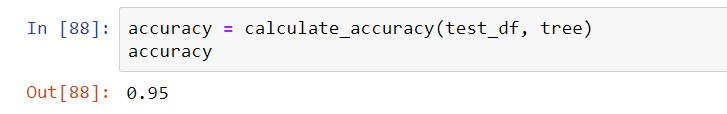 In [88]: accuracy = calculate_accuracy(test_df, tree)
accuracy
Out[88]: 0.95